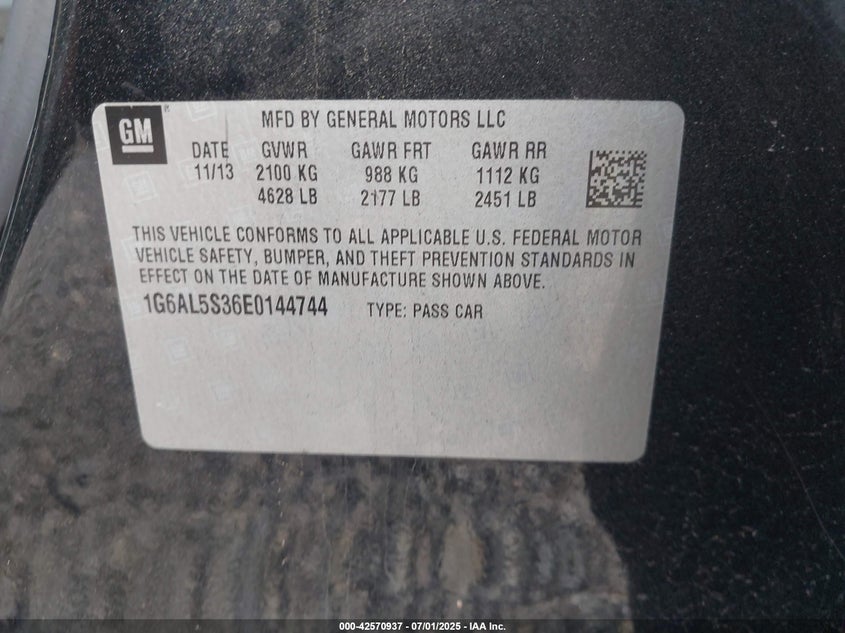 GM
MFD BY GENERAL MOTORS LLC
DATE GVWR GAWR FRT GAWR RR
11/13 2100 KG 988 KG 1112 KG
4628 LB 2177 LB 2451 LB
THIS VEHICLE CONFORMS TO ALL APPLICABLE U.S. FEDERAL MOTOR
VEHICLE SAFETY, BUMPER, AND THEFT PREVENTION STANDARDS IN
EFFECT ON THE DATE OF MANUFACTURE SHOWN ABOVE.
1G6AL5S36E0144744 TYPE: PASS CAR
000-42570937 - 07/01/2025 - IAA Inc.